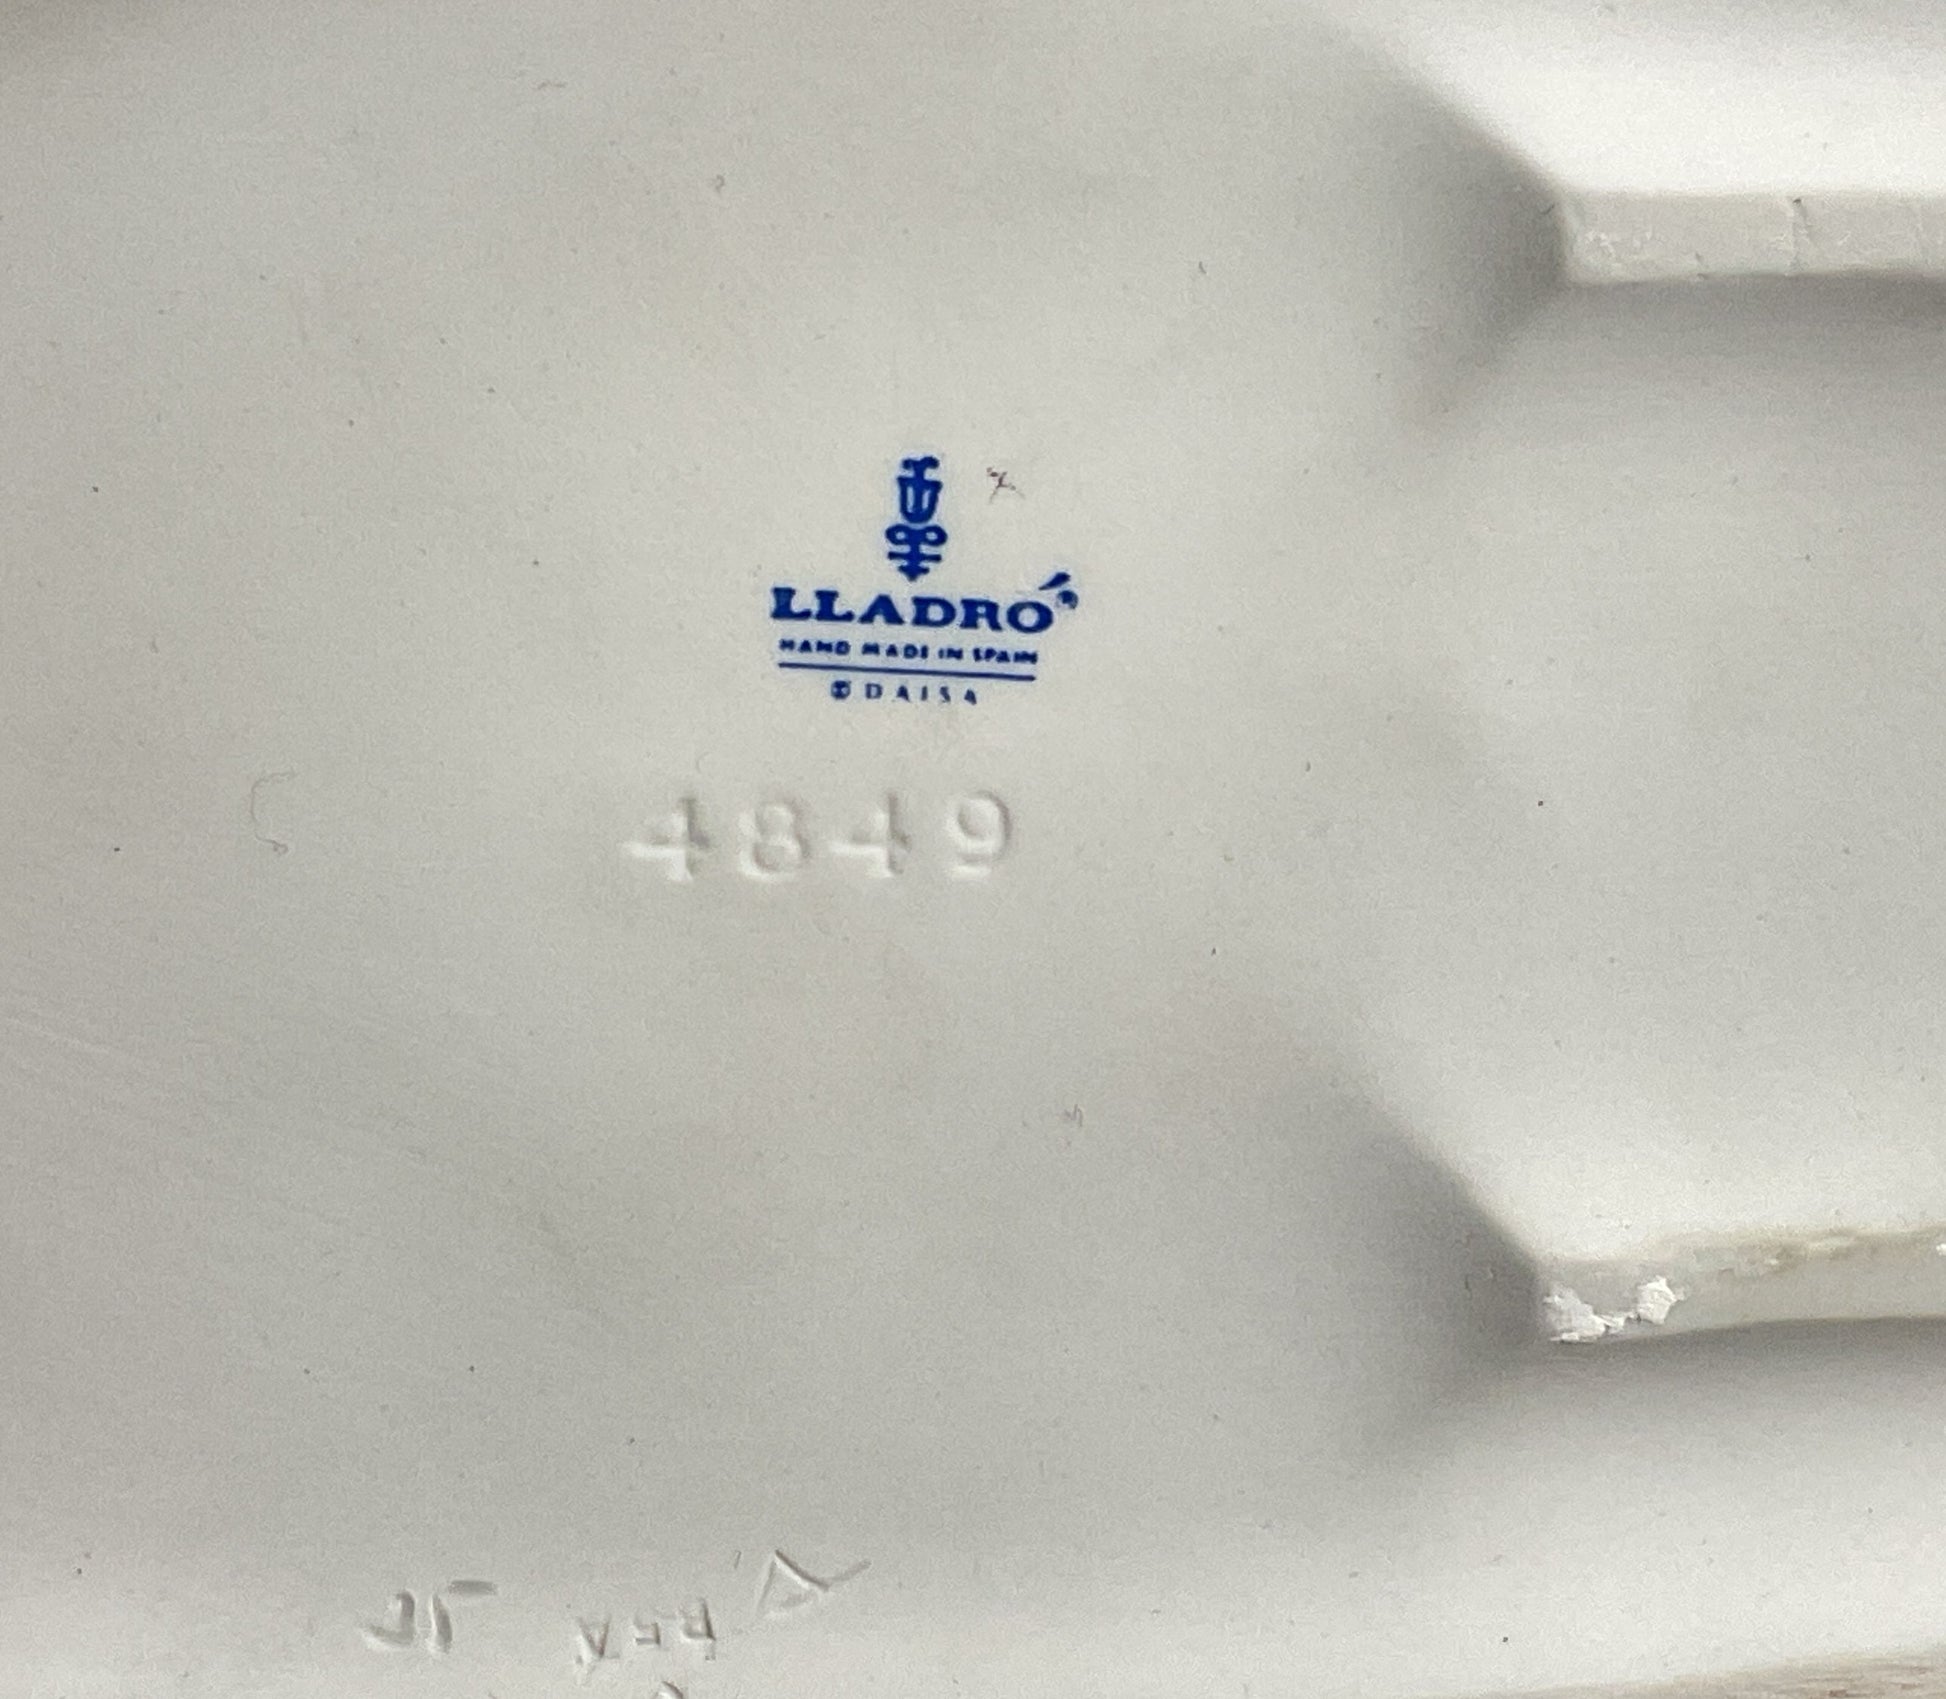 LLADRÓ
HAND MADE IN SPAIN
© DAISA
4849